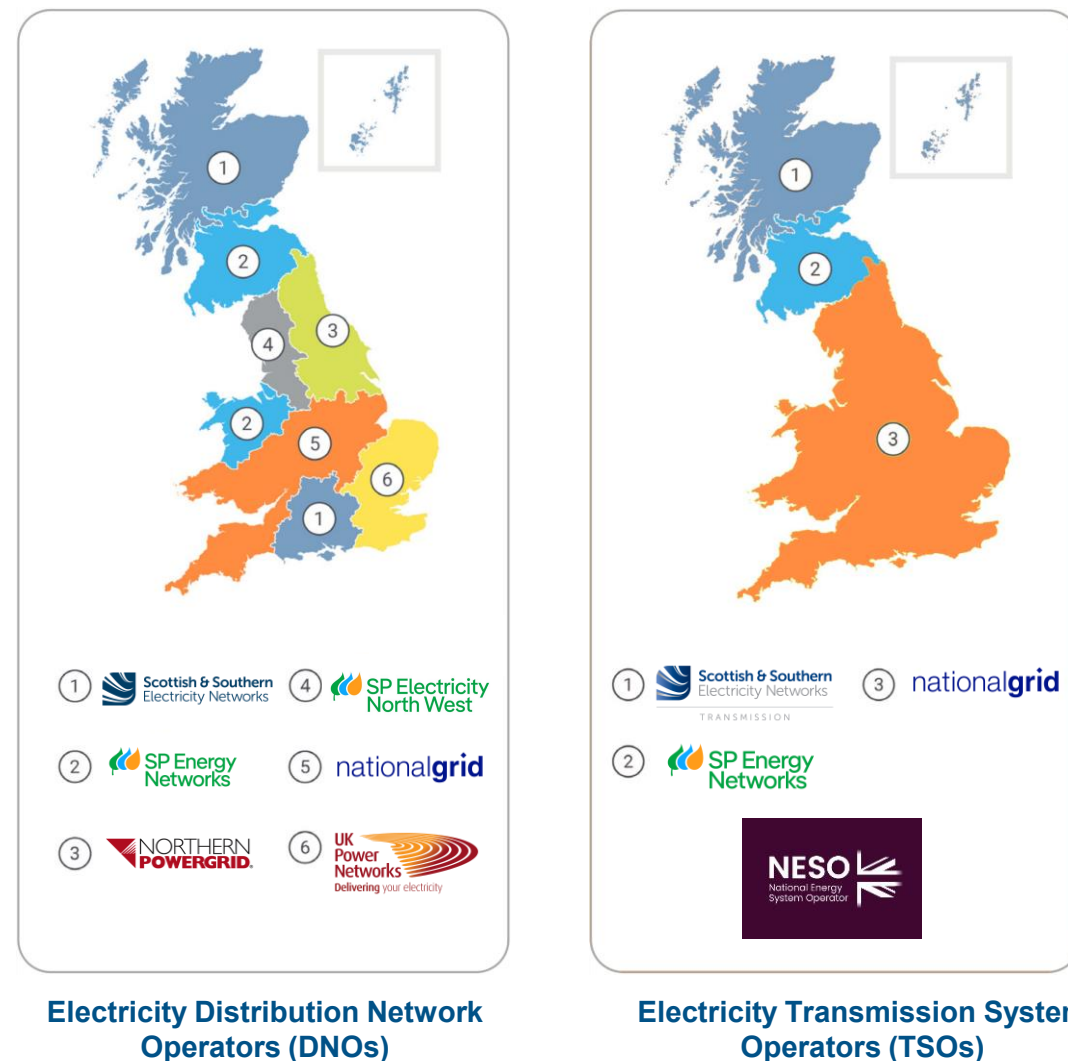 1
2
3
4
2
5
6
1
1
Scottish & Southern
Electricity Networks
4
SP Electricity
North West
2
SP Energy
Networks
5
nationalgrid
3
NORTHERN
POWERGRID.
6
UK
Power
Networks
Delivering your electricity
Electricity Distribution Network
Operators (DNOs)
1
2
3
1
Scottish & Southern
Electricity Networks
TRANSMISSION
3
nationalgrid
2
SP Energy
Networks
NESO
National Energy
System Operator
Electricity Transmission System
Operators (TSOs)